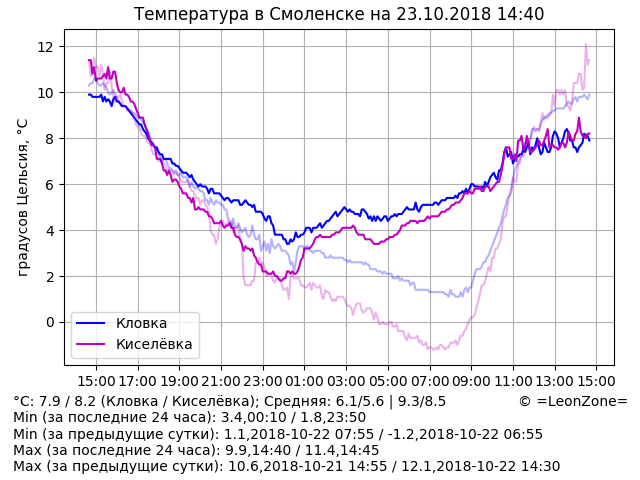 Температура в Смоленске на 23.10.2018 14:40
градусов Цельсия, °C
12
10
8
6
4
2
0
Кловка
Киселёвка
15:00 17:00 19:00 21:00 23:00 01:00 03:00 05:00 07:00 09:00 11:00 13:00 15:00
°C: 7.9 / 8.2 (Кловка / Киселёвка); Средняя: 6.1/5.6 | 9.3/8.5 © =LeonZone=
Min (за последние 24 часа): 3.4,00:10 / 1.8,23:50
Min (за предыдущие сутки): 1.1,2018-10-22 07:55 / -1.2,2018-10-22 06:55
Max (за последние 24 часа): 9.9,14:40 / 11.4,14:45
Max (за предыдущие сутки): 10.6,2018-10-21 14:55 / 12.1,2018-10-22 14:30